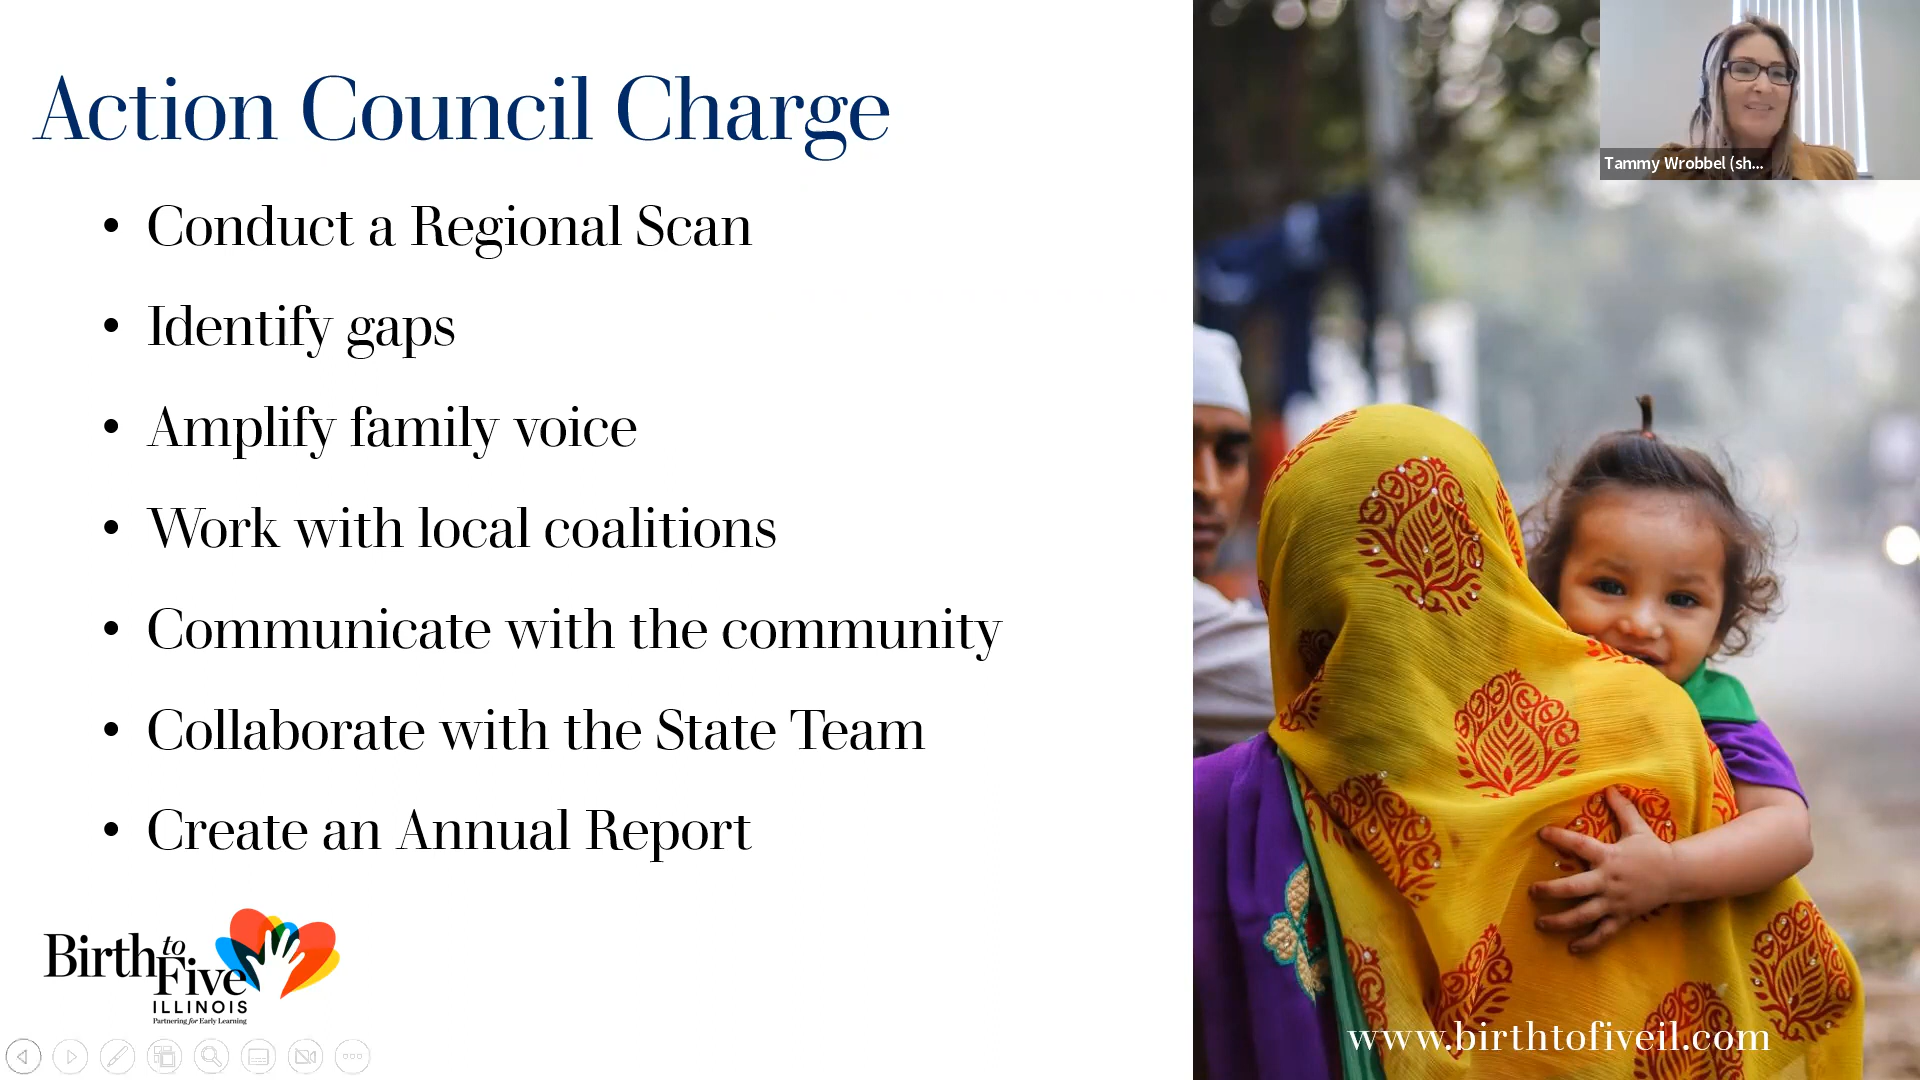 Action Council Charge
• Conduct a Regional Scan
• Identify gaps
• Amplify family voice
• Work with local coalitions
• Communicate with the community
• Collaborate with the State Team
• Create an Annual Report
Birth to Five
ILLINOIS
Partnering for Early Learning
Tammy Wrobbel (sh...
www.birthtofiveil.com